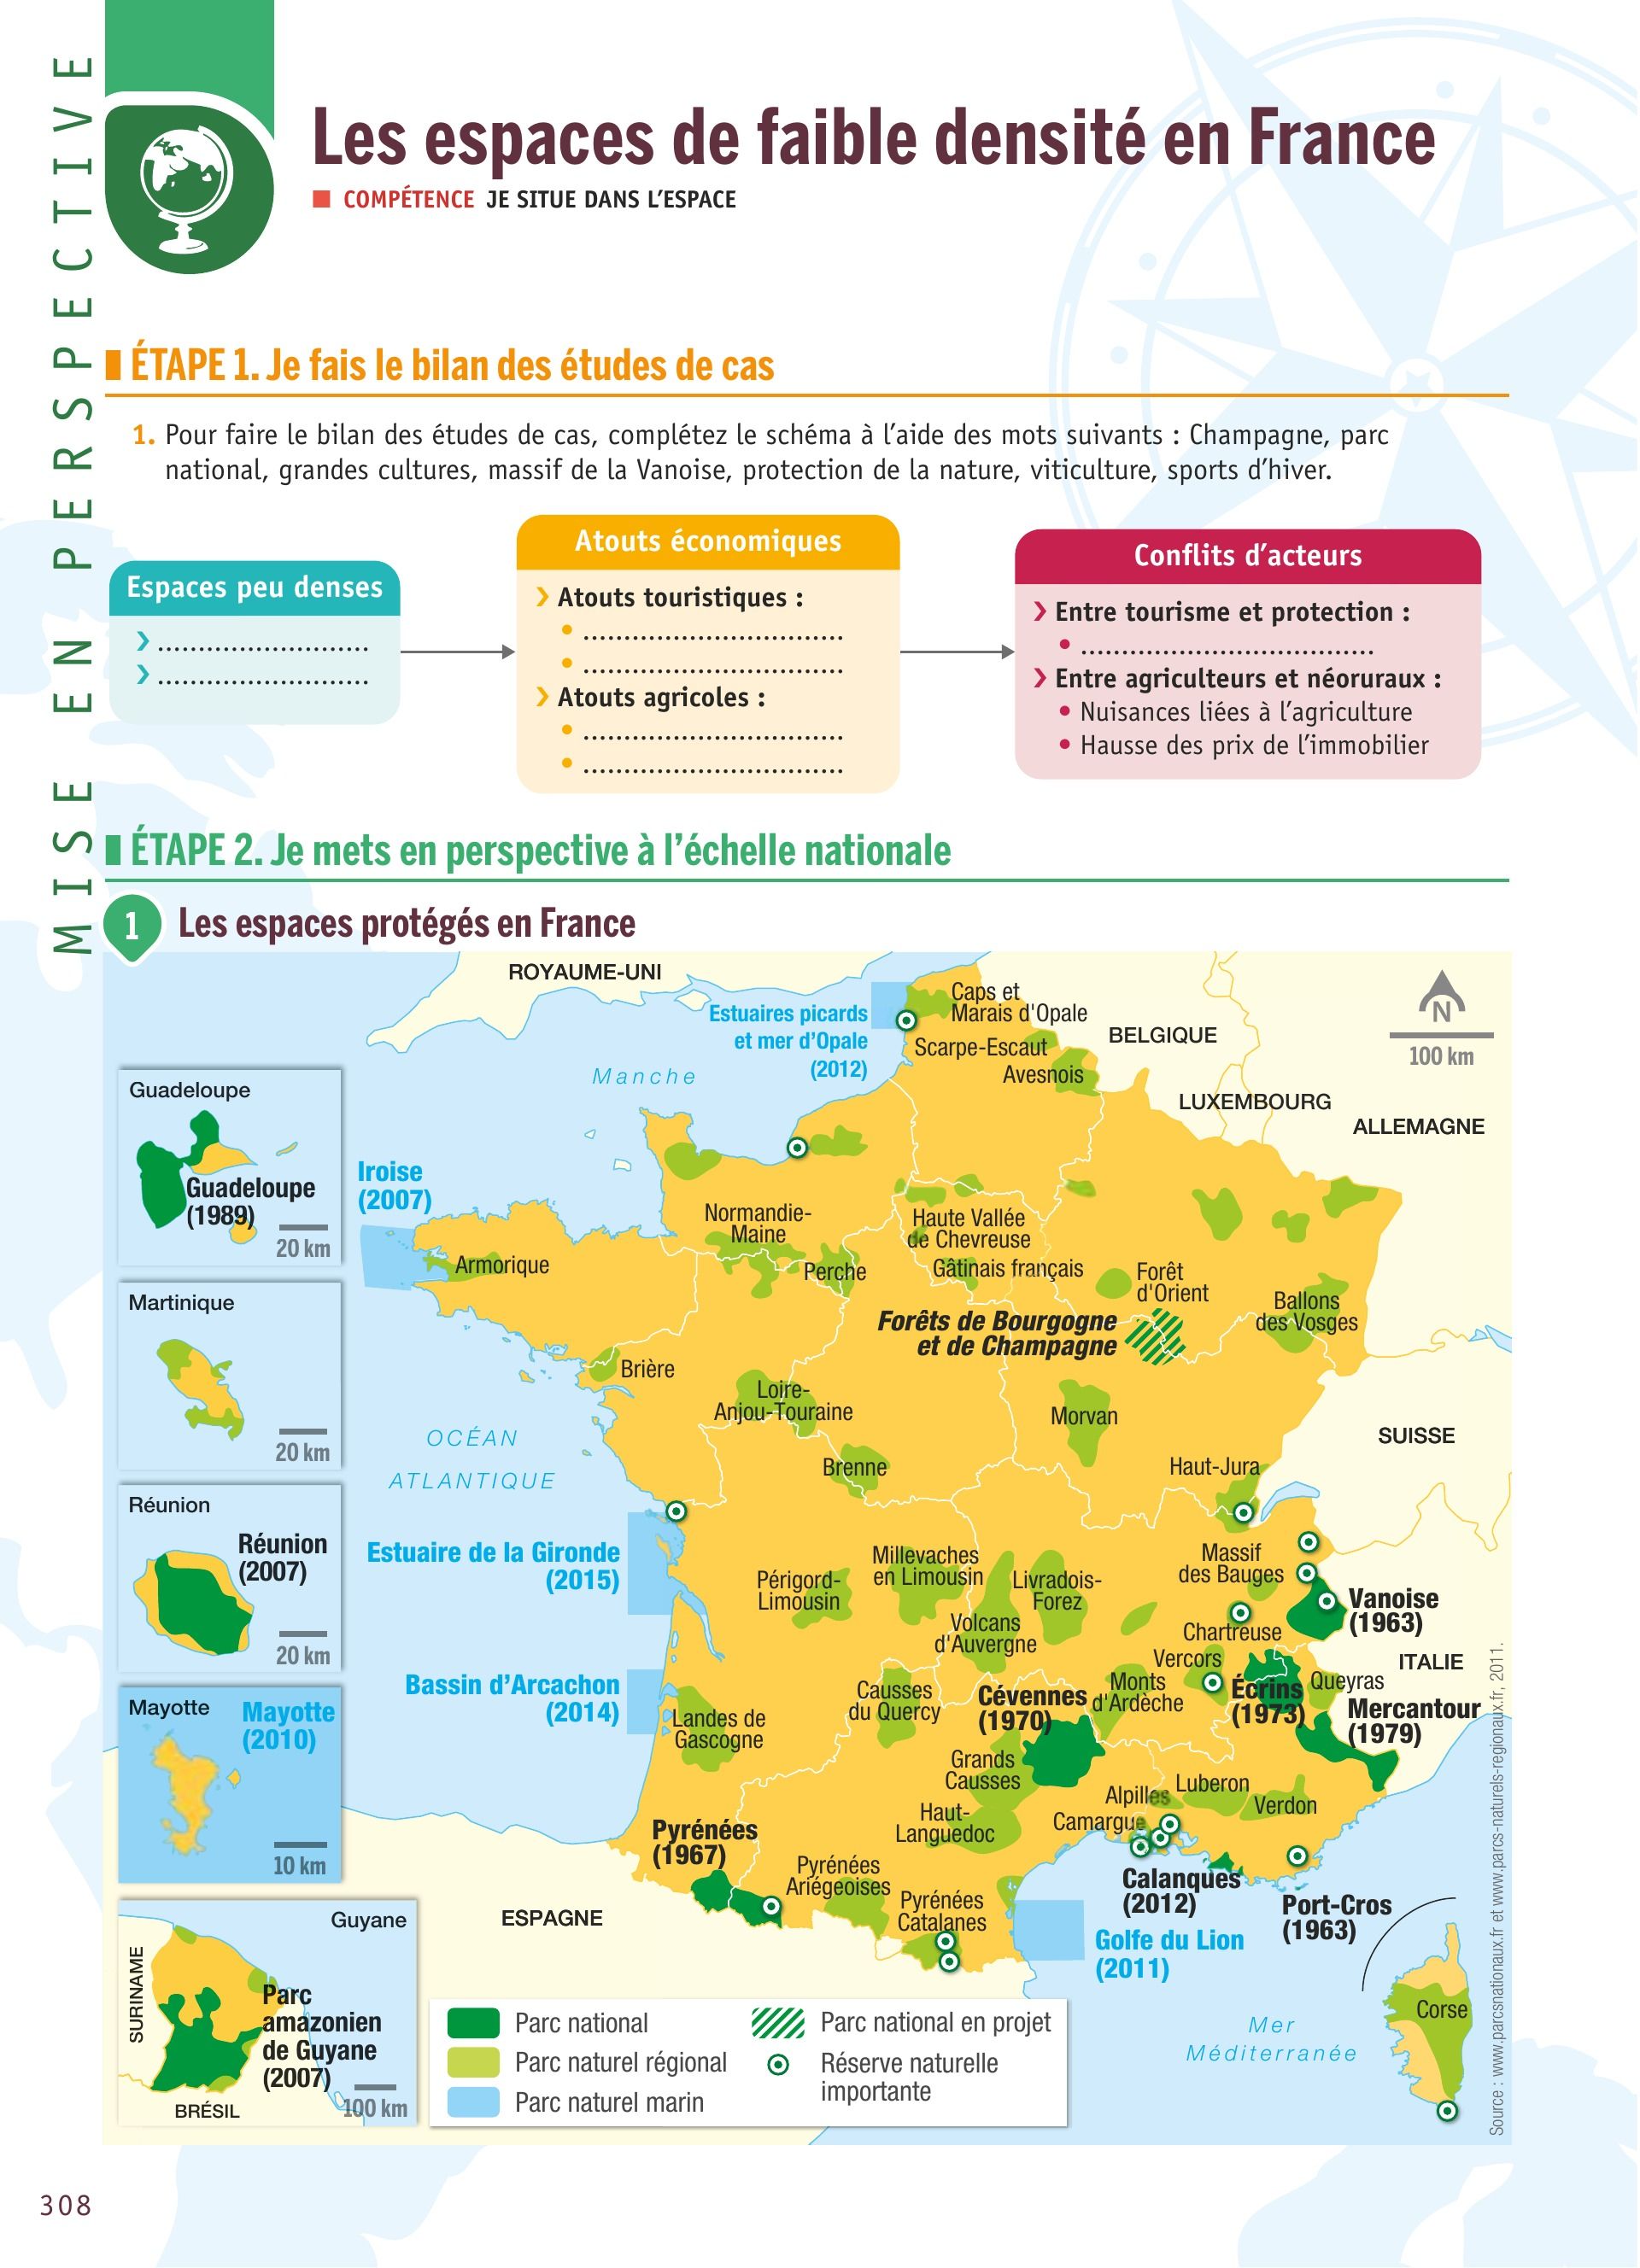 MISE EN PERSPECTIVE
Les espaces de faible densité en France
COMPÉTENCE JE SITUE DANS L'ESPACE
ÉTAPE 1. Je fais le bilan des études de cas
1. Pour faire le bilan des études de cas, complétez le schéma à l'aide des mots suivants : Champagne, parc
national, grandes cultures, massif de la Vanoise, protection de la nature, viticulture, sports d'hiver.
Espaces peu denses
❯ ..........................
❯ ..........................
Atouts économiques
❯ Atouts touristiques :
• ................................
• ................................
❯ Atouts agricoles :
• ................................
• ................................
Conflits d'acteurs
❯ Entre tourisme et protection :
• ....................................
❯ Entre agriculteurs et néoruraux :
• Nuisances liées à l'agriculture
• Hausse des prix de l'immobilier
ÉTAPE 2. Je mets en perspective à l'échelle nationale
1 Les espaces protégés en France
ROYAUME-UNI
Estuaires picards
et mer d'Opale
(2012)
Caps et
Marais d'Opale
Scarpe-Escaut
Avesnois
BELGIQUE
LUXEMBOURG
ALLEMAGNE
N
100 km
Manche
Guadeloupe
Guadeloupe
(1989)
20 km
Iroise
(2007)
Armorique
Normandie-
Maine
Perche
Haute Vallée
de Chevreuse
Gâtinais français
Forêt
d'Orient
Ballons
des Vosges
Forêts de Bourgogne
et de Champagne
Martinique
20 km
Brière
Loire-
Anjou-Touraine
Brenne
Morvan
Haut-Jura
SUISSE
OCÉAN
ATLANTIQUE
Réunion
Réunion
(2007)
20 km
Estuaire de la Gironde
(2015)
Périgord-
Limousin
Millevaches
en Limousin
Livradois-
Forez
Volcans
d'Auvergne
Massif
des Bauges
Vanoise
(1963)
Chartreuse
Vercors
ITALIE
Mayotte
Mayotte
(2010)
10 km
Bassin d'Arcachon
(2014)
Landes de
Gascogne
Causses
du Quercy
Cévennes
(1970)
Monts
d'Ardèche
Écrins
(1973)
Queyras
Mercantour
(1979)
Grands
Causses
Haut-
Languedoc
Alpilles
Luberon
Verdon
Camargue
Pyrénées
(1967)
Pyrénées
Ariégeoises
Pyrénées
Catalanes
Calanques
(2012)
Port-Cros
(1963)
ESPAGNE
Golfe du Lion
(2011)
Guyane
SURINAME
Parc
amazonien
de Guyane
(2007)
BRÉSIL
100 km
Mer
Méditerranée
Corse
Parc national
Parc naturel régional
Parc naturel marin
Parc national en projet
Réserve naturelle
importante
Source : www.parcsnationaux.fr et www.parcs-naturels-regionaux.fr, 2011.
308